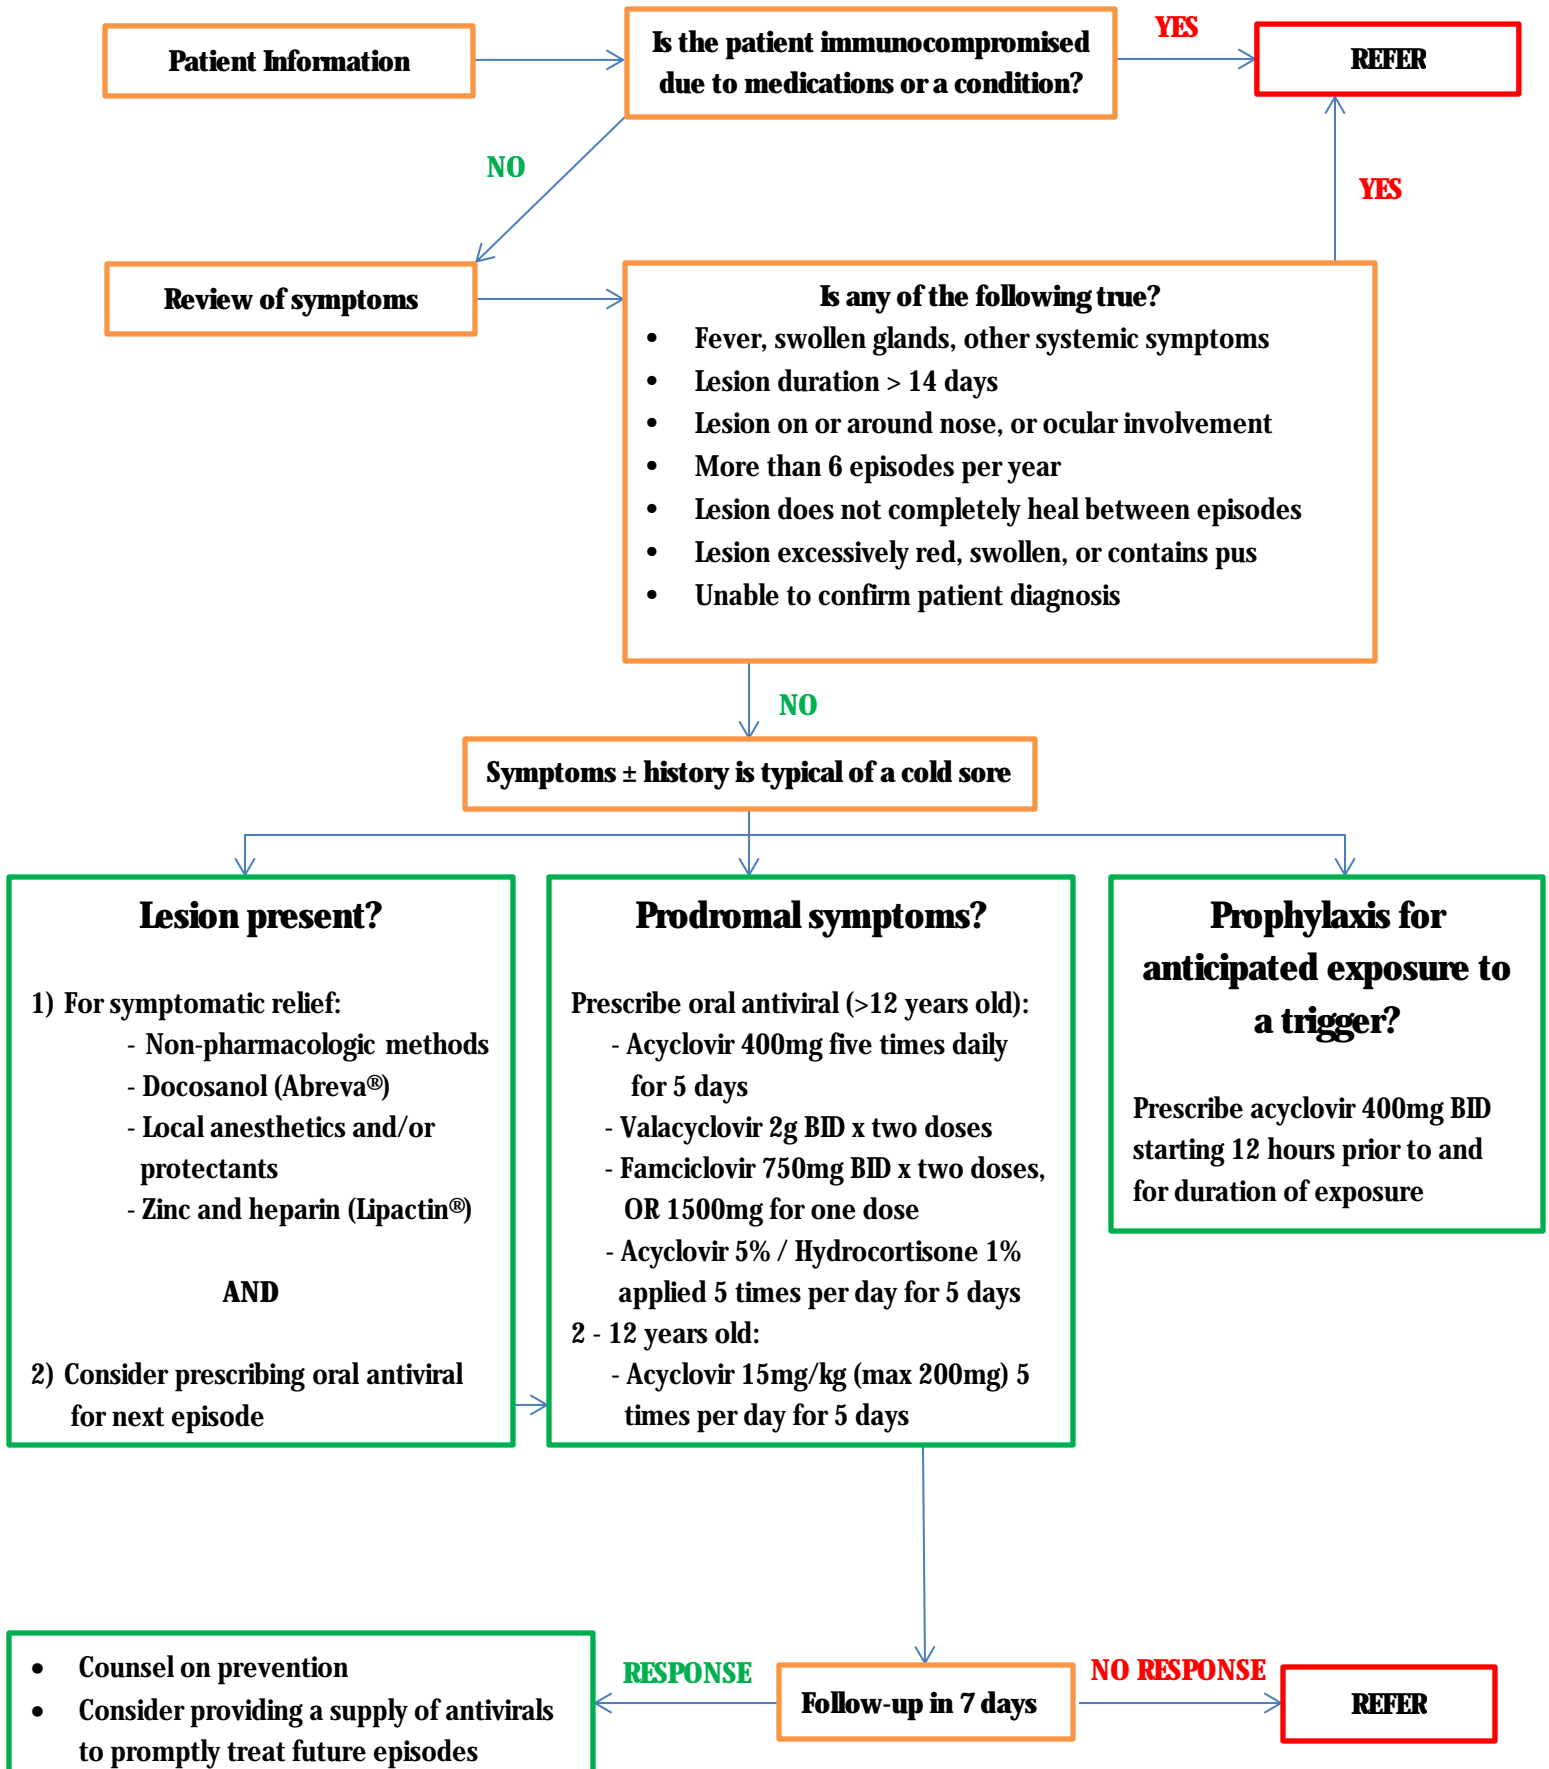 Patient Information
Is the patient immunocompromised
due to medications or a condition?
YES
REFER
NO
YES
Review of symptoms
Is any of the following true?
• Fever, swollen glands, other systemic symptoms
• Lesion duration > 14 days
• Lesion on or around nose, or ocular involvement
• More than 6 episodes per year
• Lesion does not completely heal between episodes
• Lesion excessively red, swollen, or contains pus
• Unable to confirm patient diagnosis
NO
Symptoms ± history is typical of a cold sore
Lesion present?
1) For symptomatic relief:
- Non-pharmacologic methods
- Docosanol (Abreva®)
- Local anesthetics and/or
protectants
- Zinc and heparin (Lipactin®)
AND
2) Consider prescribing oral antiviral
for next episode
Prodromal symptoms?
Prescribe oral antiviral (>12 years old):
- Acyclovir 400mg five times daily
for 5 days
- Valacyclovir 2g BID x two doses
- Famciclovir 750mg BID x two doses,
OR 1500mg for one dose
- Acyclovir 5% / Hydrocortisone 1%
applied 5 times per day for 5 days
2 - 12 years old:
- Acyclovir 15mg/kg (max 200mg) 5
times per day for 5 days
Prophylaxis for
anticipated exposure to
a trigger?
Prescribe acyclovir 400mg BID
starting 12 hours prior to and
for duration of exposure
• Counsel on prevention
• Consider providing a supply of antivirals
to promptly treat future episodes
RESPONSE
Follow-up in 7 days
NO RESPONSE
REFER